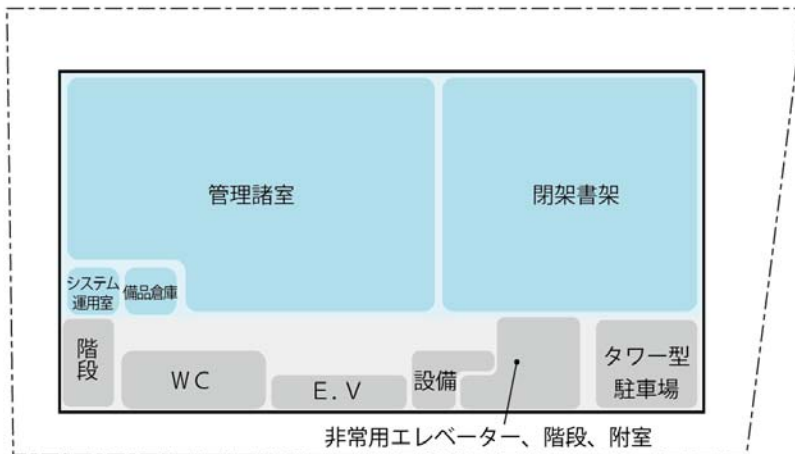 管理諸室
閉架書架
システム
運用室
備品倉庫
階
段
WC
E.V
設備
タワー型
駐車場
非常用エレベーター、階段、附室